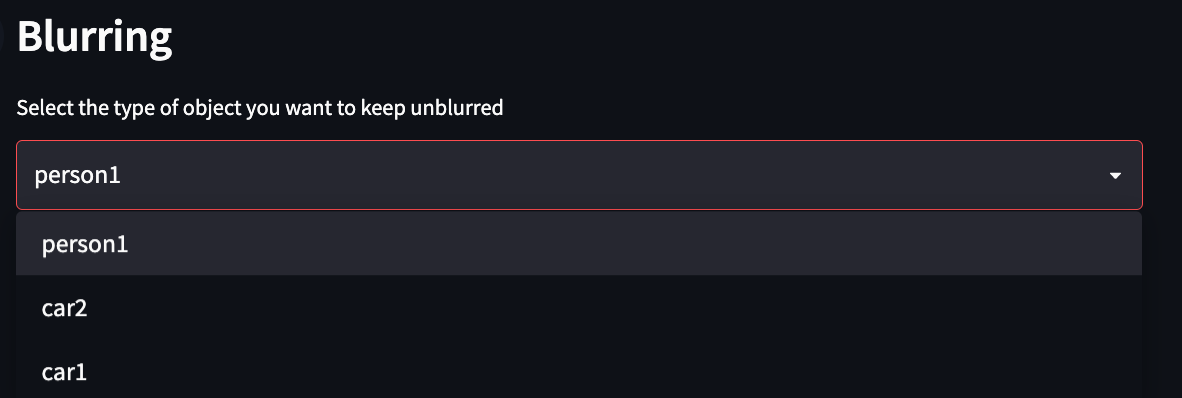 Blurring
Select the type of object you want to keep unblurred
person1
person1
car2
car1